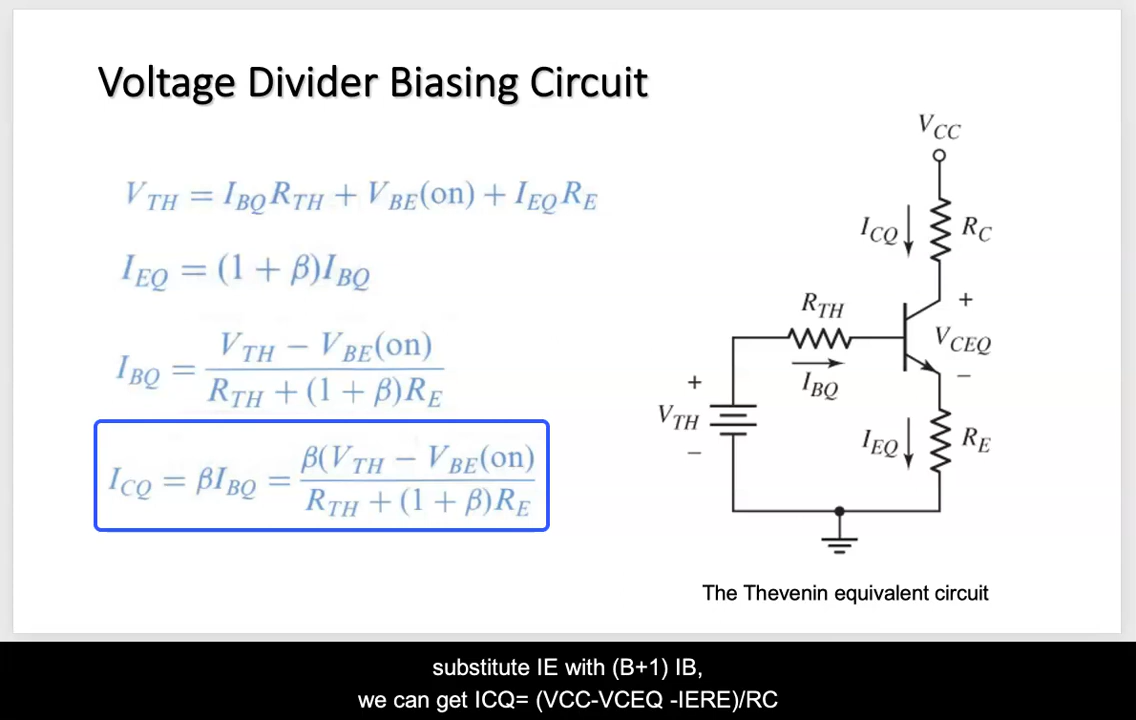 Voltage Divider Biasing Circuit
V_TH = I_BQ R_TH + V_BE(on) + I_EQ R_E
I_EQ = (1 + β)I_BQ
I_BQ = (V_TH − V_BE(on)) / (R_TH + (1 + β)R_E)
I_CQ = βI_BQ = β(V_TH − V_BE(on)) / (R_TH + (1 + β)R_E)
V_CC
I_CQ
R_C
R_TH
+
V_CEQ
−
I_BQ
+
V_TH
−
I_EQ
R_E
The Thevenin equivalent circuit
substitute IE with (B+1) IB,
we can get ICQ= (VCC-VCEQ -IERE)/RC